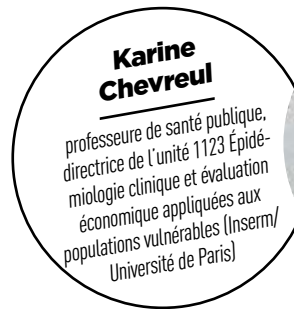 Karine
Chevreul
professeure de santé publique,
directrice de l'unité 1123 Épidé-
miologie clinique et évaluation
économique appliquées aux
populations vulnérables (Inserm/
Université de Paris)